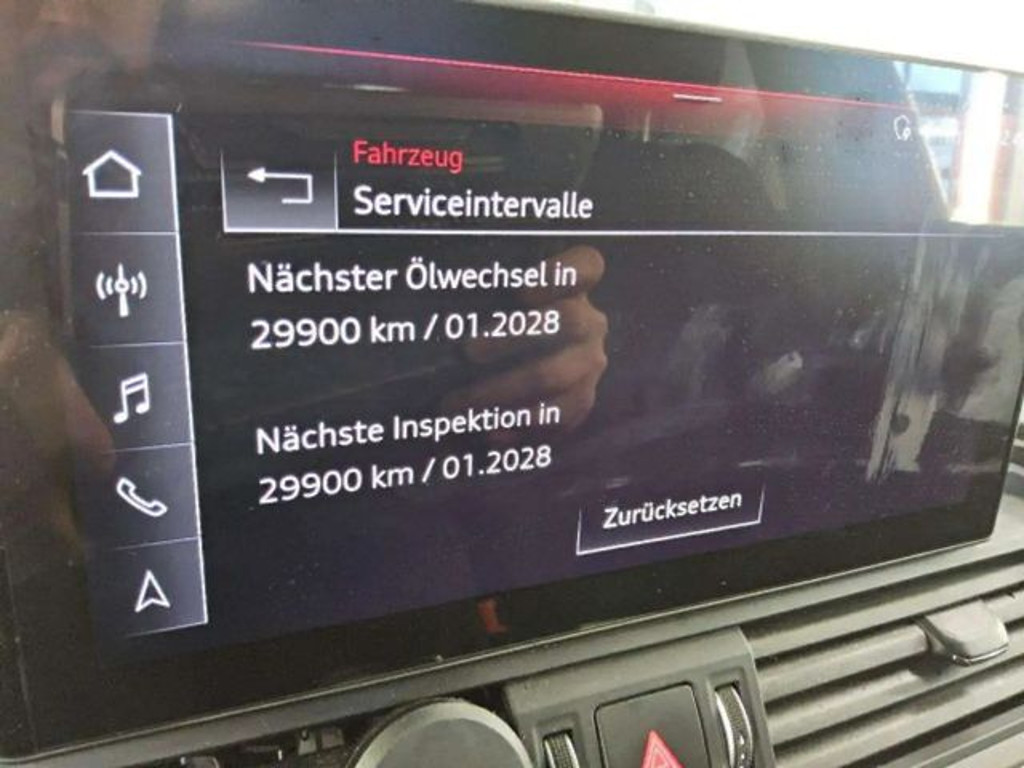 Fahrzeug
Serviceintervalle
Nächster Ölwechsel in
29900 km / 01.2028
Nächste Inspektion in
29900 km / 01.2028
Zurücksetzen